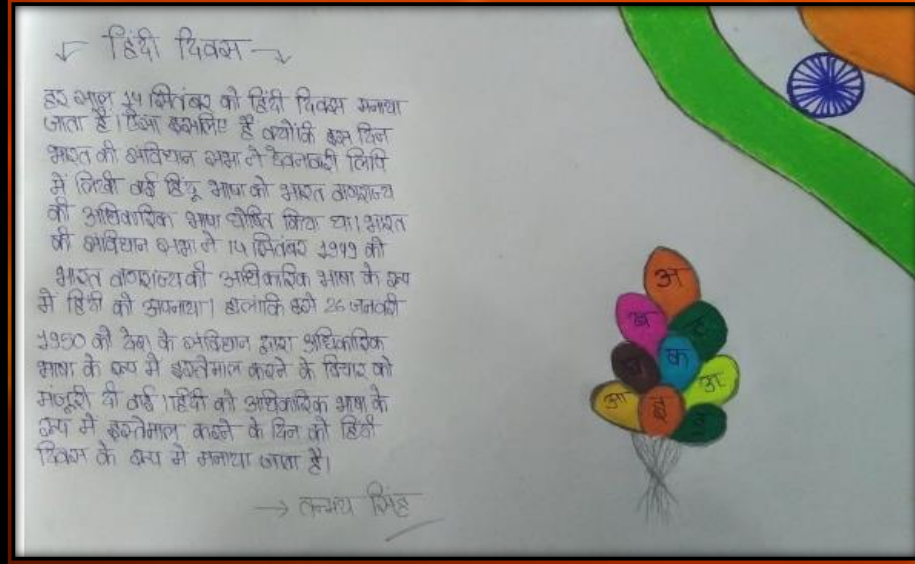 हिंदी दिवस
हर साल 14 सितंबर को हिंदी दिवस मनाया
जाता है। ऐसा इसलिए है क्योंकि इस दिन
भारत की संविधान सभा ने देवनागरी लिपि
में लिखी गई हिंदू भाषा को भारत गणराज्य
की आधिकारिक भाषा घोषित किया था। भारत
की संविधान सभा ने 14 सितंबर 1949 को
भारत गणराज्य की आधिकारिक भाषा के रूप
में हिंदी को अपनाया। हालांकि इसे 26 जनवरी
1950 को देश के संविधान द्वारा आधिकारिक
भाषा के रूप में इस्तेमाल करने के विचार को
मंजूरी दी गई। हिंदी को आधिकारिक भाषा के
रूप में इस्तेमाल करने के दिन को हिंदी
दिवस के रूप में मनाया जाता है।
→ तन्मय सिंह
अ
ख
क
आ